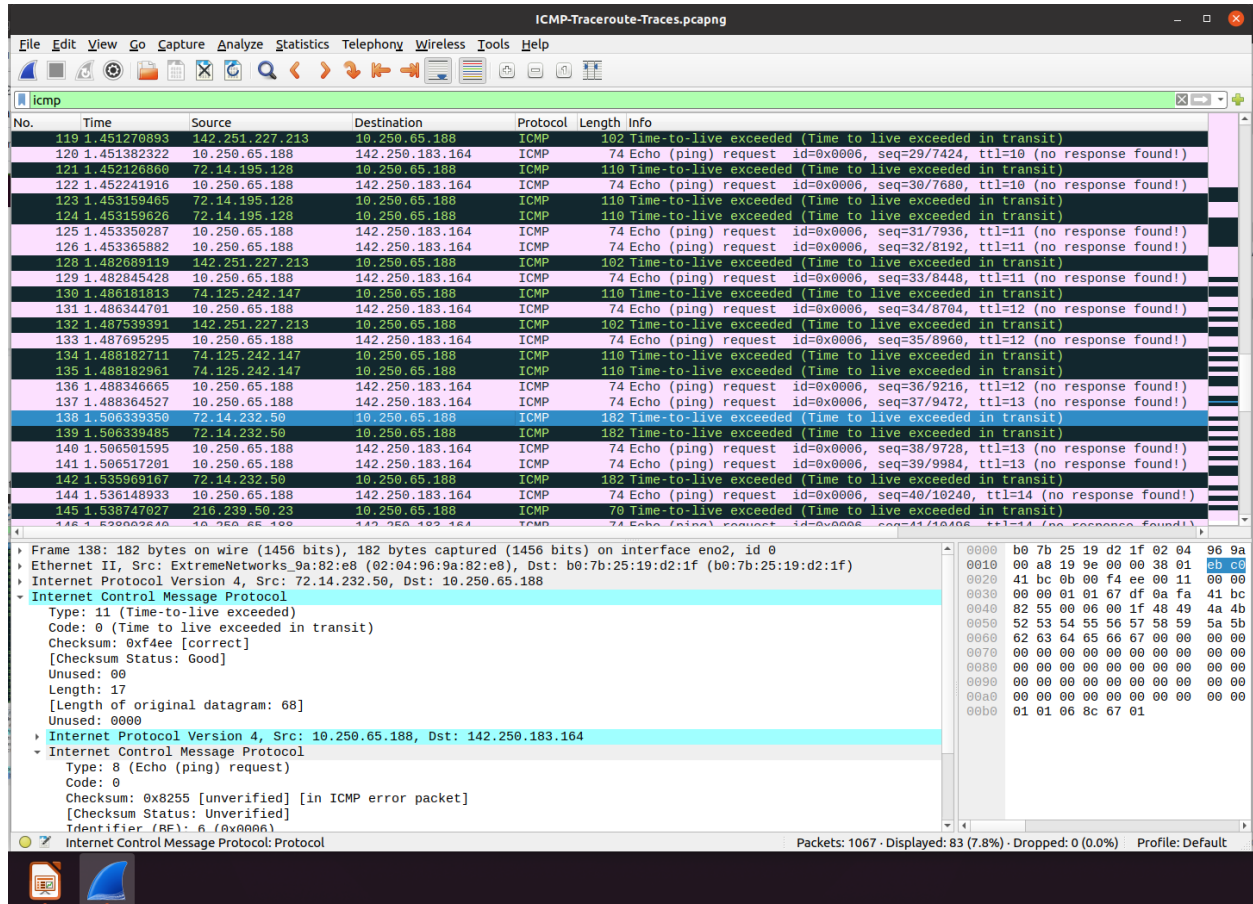 ICMP-Traceroute-Traces.pcapng
File Edit View Go Capture Analyze Statistics Telephony Wireless Tools Help
icmp
No. Time Source Destination Protocol Length Info
119 1.451270893 142.251.227.213 10.250.65.188 ICMP 102 Time-to-live exceeded (Time to live exceeded in transit)
120 1.451382322 10.250.65.188 142.250.183.164 ICMP 74 Echo (ping) request id=0x0006, seq=29/7424, ttl=10 (no response found!)
121 1.452126860 72.14.195.128 10.250.65.188 ICMP 110 Time-to-live exceeded (Time to live exceeded in transit)
122 1.452241916 10.250.65.188 142.250.183.164 ICMP 74 Echo (ping) request id=0x0006, seq=30/7680, ttl=10 (no response found!)
123 1.453159465 72.14.195.128 10.250.65.188 ICMP 110 Time-to-live exceeded (Time to live exceeded in transit)
124 1.453159626 72.14.195.128 10.250.65.188 ICMP 110 Time-to-live exceeded (Time to live exceeded in transit)
125 1.453350287 10.250.65.188 142.250.183.164 ICMP 74 Echo (ping) request id=0x0006, seq=31/7936, ttl=11 (no response found!)
126 1.453365882 10.250.65.188 142.250.183.164 ICMP 74 Echo (ping) request id=0x0006, seq=32/8192, ttl=11 (no response found!)
128 1.482689119 142.251.227.213 10.250.65.188 ICMP 102 Time-to-live exceeded (Time to live exceeded in transit)
129 1.482845428 10.250.65.188 142.250.183.164 ICMP 74 Echo (ping) request id=0x0006, seq=33/8448, ttl=11 (no response found!)
130 1.486181813 74.125.242.147 10.250.65.188 ICMP 110 Time-to-live exceeded (Time to live exceeded in transit)
131 1.486344701 10.250.65.188 142.250.183.164 ICMP 74 Echo (ping) request id=0x0006, seq=34/8704, ttl=12 (no response found!)
132 1.487539391 142.251.227.213 10.250.65.188 ICMP 102 Time-to-live exceeded (Time to live exceeded in transit)
133 1.487695295 10.250.65.188 142.250.183.164 ICMP 74 Echo (ping) request id=0x0006, seq=35/8960, ttl=12 (no response found!)
134 1.488182711 74.125.242.147 10.250.65.188 ICMP 110 Time-to-live exceeded (Time to live exceeded in transit)
135 1.488182961 74.125.242.147 10.250.65.188 ICMP 110 Time-to-live exceeded (Time to live exceeded in transit)
136 1.488346665 10.250.65.188 142.250.183.164 ICMP 74 Echo (ping) request id=0x0006, seq=36/9216, ttl=12 (no response found!)
137 1.488364527 10.250.65.188 142.250.183.164 ICMP 74 Echo (ping) request id=0x0006, seq=37/9472, ttl=13 (no response found!)
138 1.506339350 72.14.232.50 10.250.65.188 ICMP 182 Time-to-live exceeded (Time to live exceeded in transit)
139 1.506339485 72.14.232.50 10.250.65.188 ICMP 182 Time-to-live exceeded (Time to live exceeded in transit)
140 1.506501595 10.250.65.188 142.250.183.164 ICMP 74 Echo (ping) request id=0x0006, seq=38/9728, ttl=13 (no response found!)
141 1.506517201 10.250.65.188 142.250.183.164 ICMP 74 Echo (ping) request id=0x0006, seq=39/9984, ttl=13 (no response found!)
142 1.535969167 72.14.232.50 10.250.65.188 ICMP 182 Time-to-live exceeded (Time to live exceeded in transit)
144 1.536148933 10.250.65.188 142.250.183.164 ICMP 74 Echo (ping) request id=0x0006, seq=40/10240, ttl=14 (no response found!)
145 1.538747027 216.239.50.23 10.250.65.188 ICMP 70 Time-to-live exceeded (Time to live exceeded in transit)
146 1.538903640 10.250.65.188 142.250.183.164 ICMP 74 Echo (ping) request id=0x0006, seq=41/10496, ttl=14 (no response found!)
Frame 138: 182 bytes on wire (1456 bits), 182 bytes captured (1456 bits) on interface eno2, id 0
Ethernet II, Src: ExtremeNetworks_9a:82:e8 (02:04:96:9a:82:e8), Dst: b0:7b:25:19:d2:1f (b0:7b:25:19:d2:1f)
Internet Protocol Version 4, Src: 72.14.232.50, Dst: 10.250.65.188
Internet Control Message Protocol
Type: 11 (Time-to-live exceeded)
Code: 0 (Time to live exceeded in transit)
Checksum: 0xf4ee [correct]
[Checksum Status: Good]
Unused: 00
Length: 17
[Length of original datagram: 68]
Unused: 0000
Internet Protocol Version 4, Src: 10.250.65.188, Dst: 142.250.183.164
Internet Control Message Protocol
Type: 8 (Echo (ping) request)
Code: 0
Checksum: 0x8255 [unverified] [in ICMP error packet]
[Checksum Status: Unverified]
Identifier (BE): 6 (0x0006)
0000 b0 7b 25 19 d2 1f 02 04 96 9a
0010 00 a8 19 9e 00 00 38 01 eb c0
0020 41 bc 0b 00 f4 ee 00 11 00 00
0030 00 00 01 01 67 df 0a fa 41 bc
0040 82 55 00 06 00 1f 48 49 4a 4b
0050 52 53 54 55 56 57 58 59 5a 5b
0060 62 63 64 65 66 67 00 00 00 00
0070 00 00 00 00 00 00 00 00 00 00
0080 00 00 00 00 00 00 00 00 00 00
0090 00 00 00 00 00 00 00 00 00 00
00a0 00 00 00 00 00 00 00 00 00 00
00b0 01 01 06 8c 67 01
Internet Control Message Protocol: Protocol
Packets: 1067 · Displayed: 83 (7.8%) · Dropped: 0 (0.0%)
Profile: Default